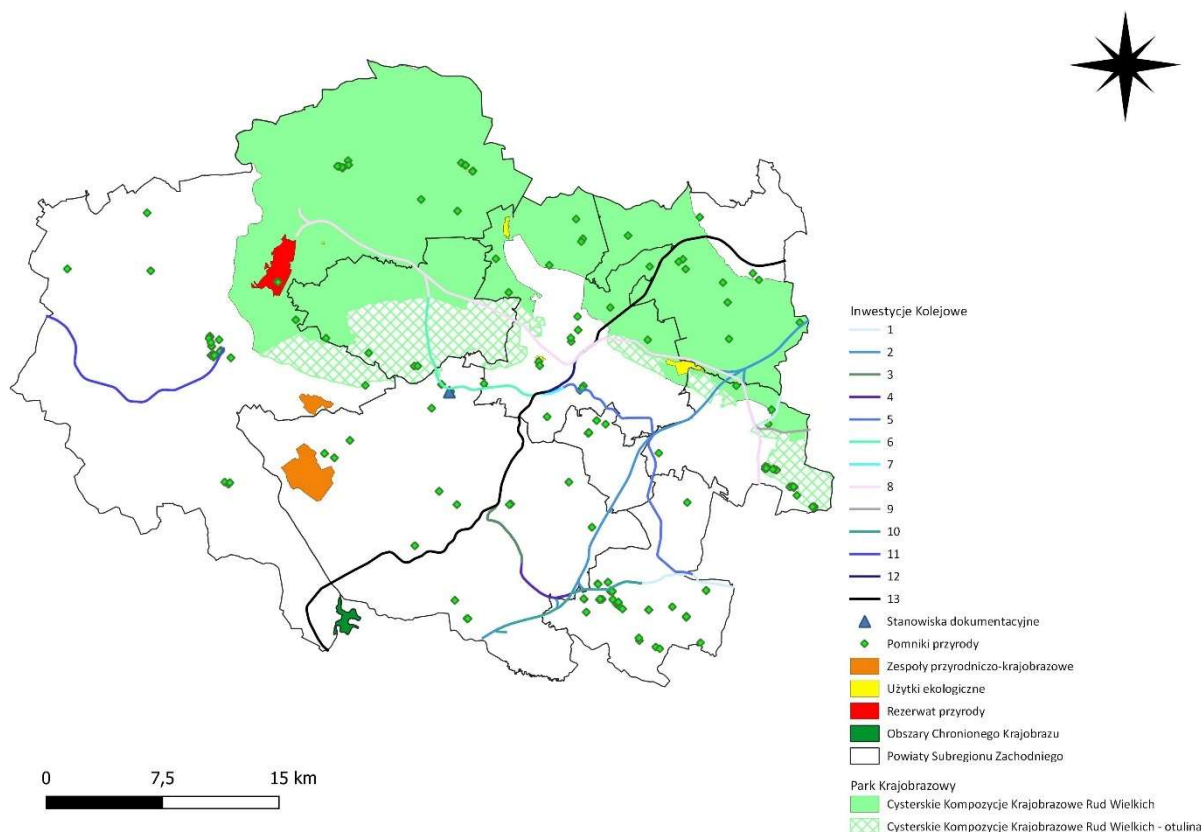 Inwestycje Kolejowe
1
2
3
4
5
6
7
8
9
10
11
12
13
Stanowiska dokumentacyjne
Pomniki przyrody
Zespoły przyrodniczo-krajobrazowe
Użytki ekologiczne
Rezerwat przyrody
Obszary Chronionego Krajobrazu
Powiaty Subregionu Zachodniego
Park Krajobrazowy
Cysterskie Kompozycje Krajobrazowe Rud Wielkich
Cysterskie Kompozycje Krajobrazowe Rud Wielkich - otulina
0 7,5 15 km